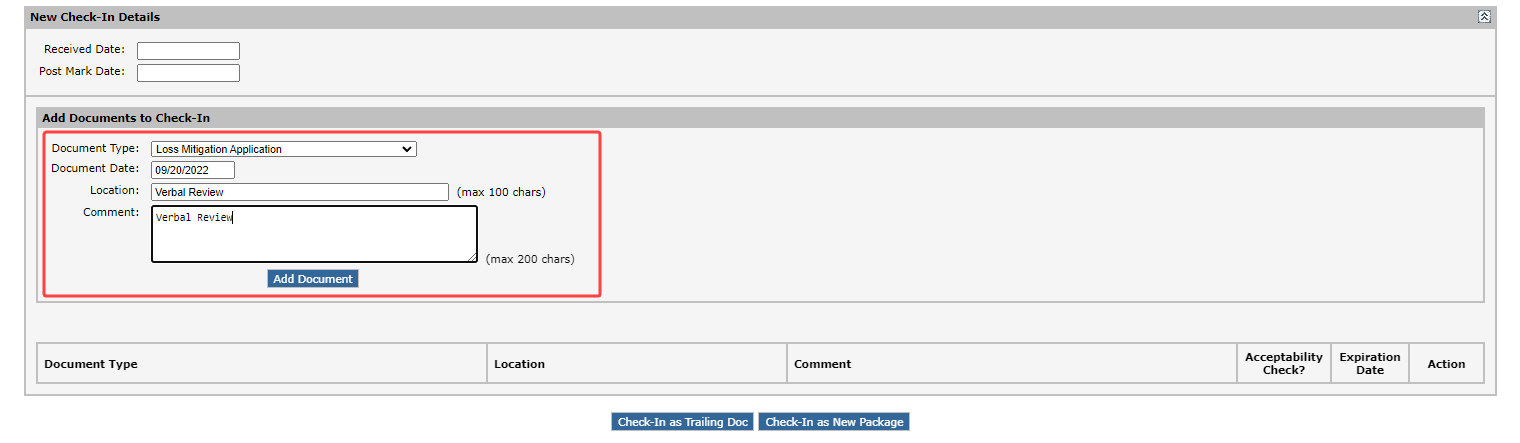 New Check-In Details
Received Date:
Post Mark Date:
Add Documents to Check-In
Document Type: Loss Mitigation Application
Document Date: 09/20/2022
Location: Verbal Review (max 100 chars)
Comment: Verbal Review
(max 200 chars)
Add Document
Document Type Location Comment Acceptability Check? Expiration Date Action
Check-In as Trailing Doc Check-In as New Package